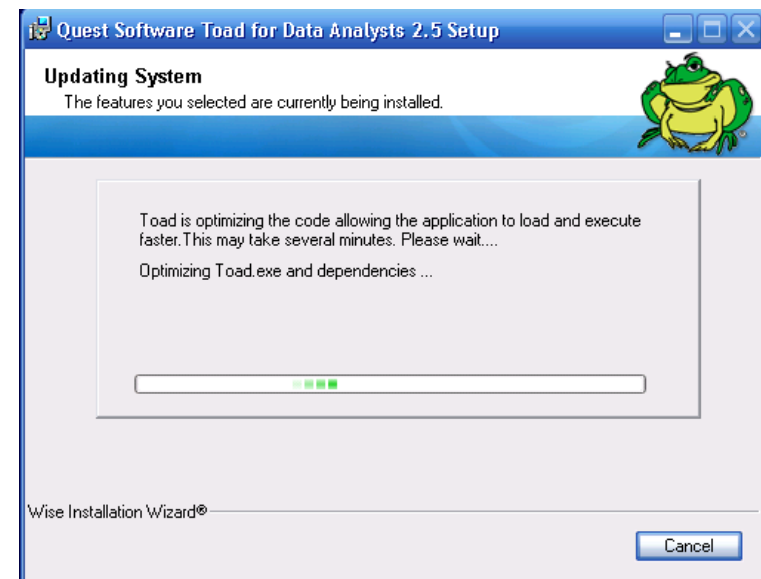 Quest Software Toad for Data Analysts 2.5 Setup
Updating System
The features you selected are currently being installed.
Toad is optimizing the code allowing the application to load and execute
faster.This may take several minutes. Please wait....
Optimizing Toad.exe and dependencies ...
Wise Installation Wizard®
Cancel